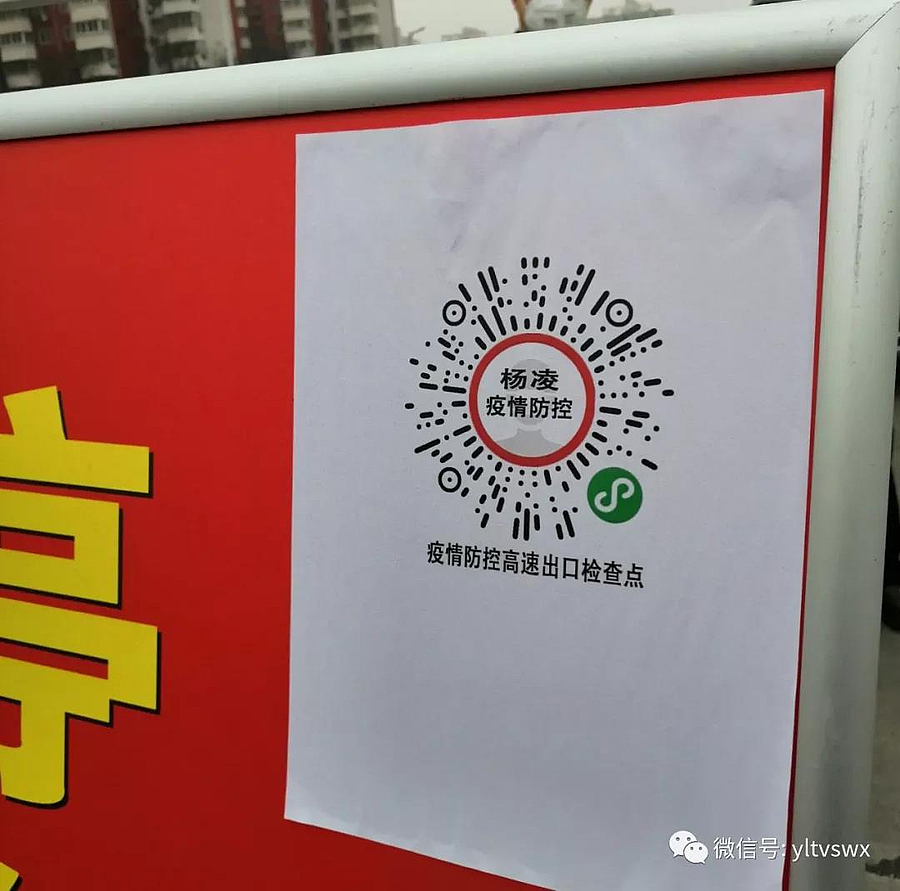 杨凌
疫情防控
疫情防控高速出口检查点
微信号: yltvswx